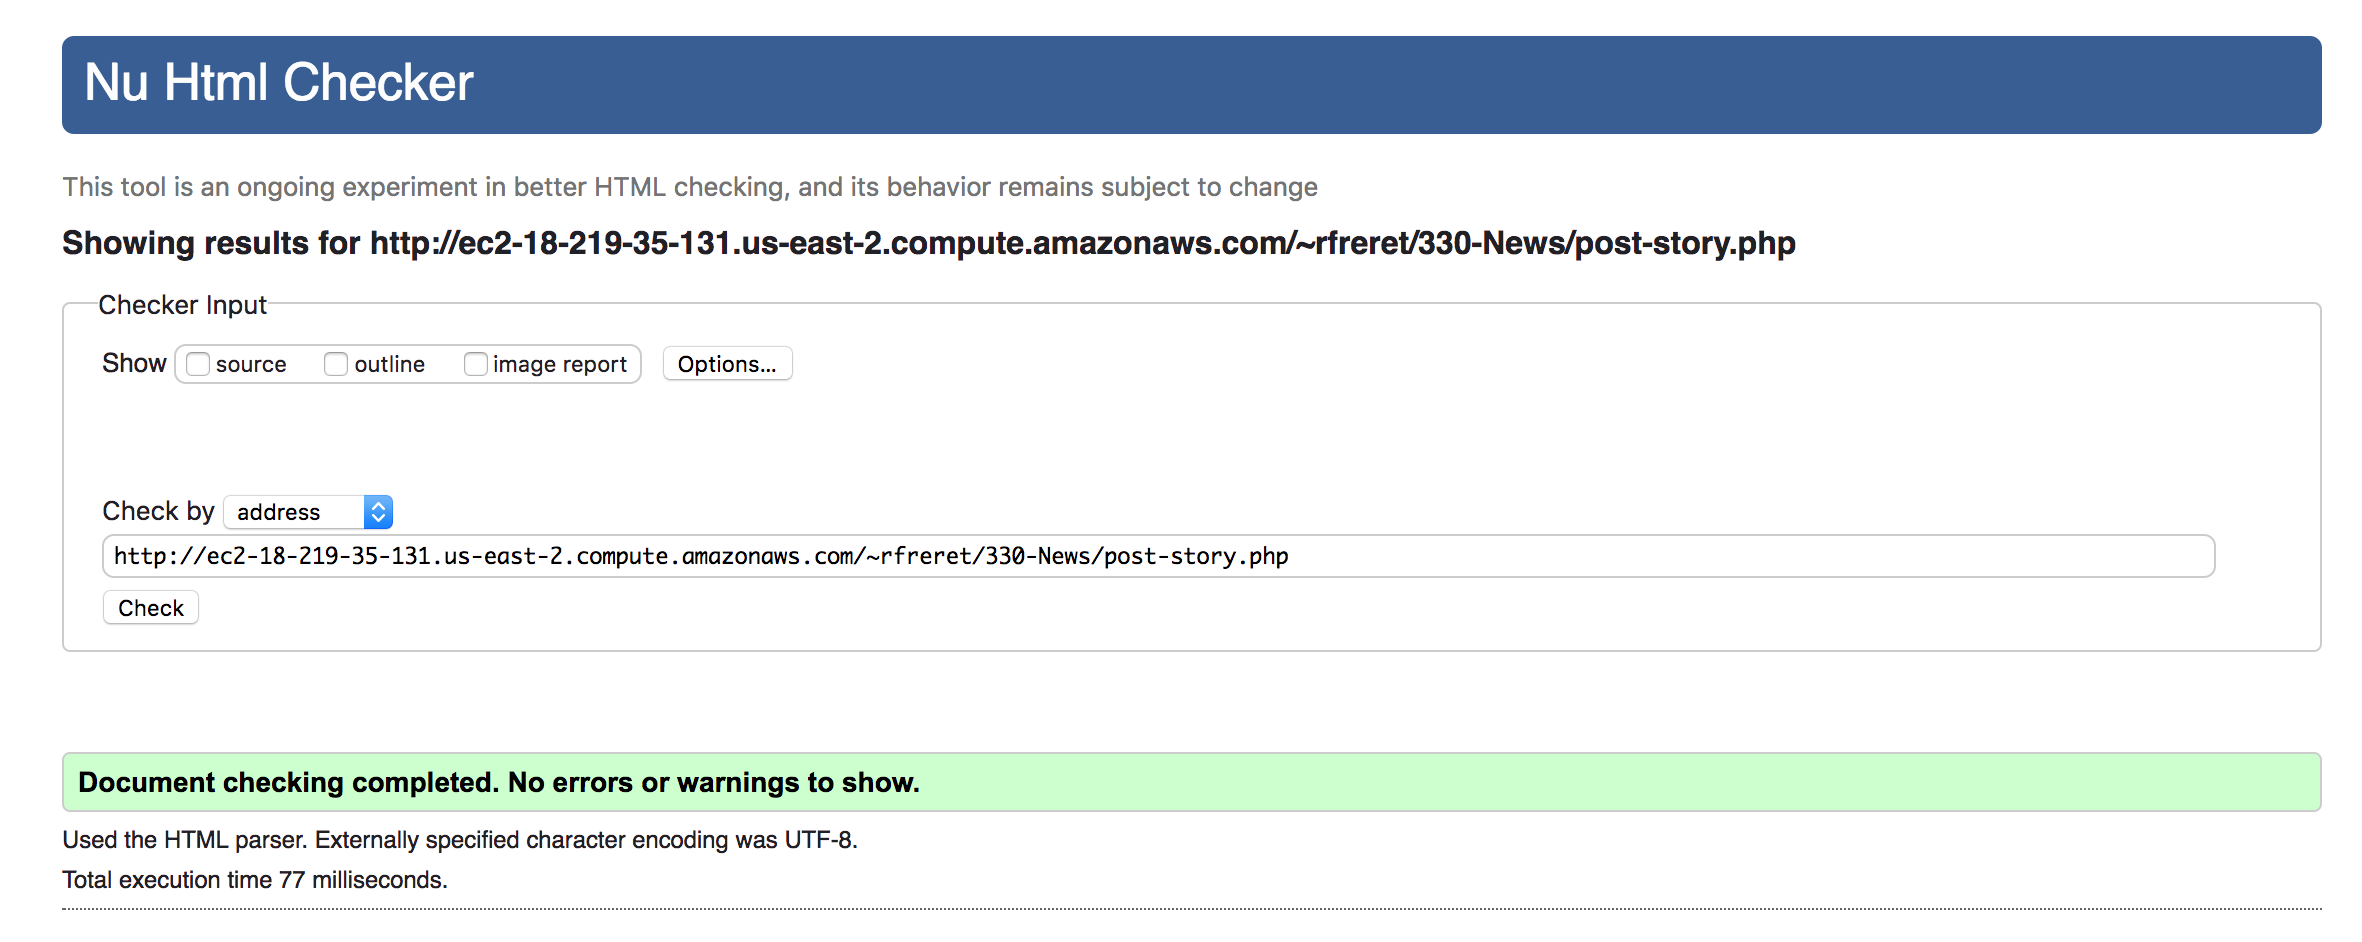 Nu Html Checker
This tool is an ongoing experiment in better HTML checking, and its behavior remains subject to change
Showing results for http://ec2-18-219-35-131.us-east-2.compute.amazonaws.com/~rfreret/330-News/post-story.php
Checker Input
Show source outline image report Options...
Check by address
http://ec2-18-219-35-131.us-east-2.compute.amazonaws.com/~rfreret/330-News/post-story.php
Check
Document checking completed. No errors or warnings to show.
Used the HTML parser. Externally specified character encoding was UTF-8.
Total execution time 77 milliseconds.